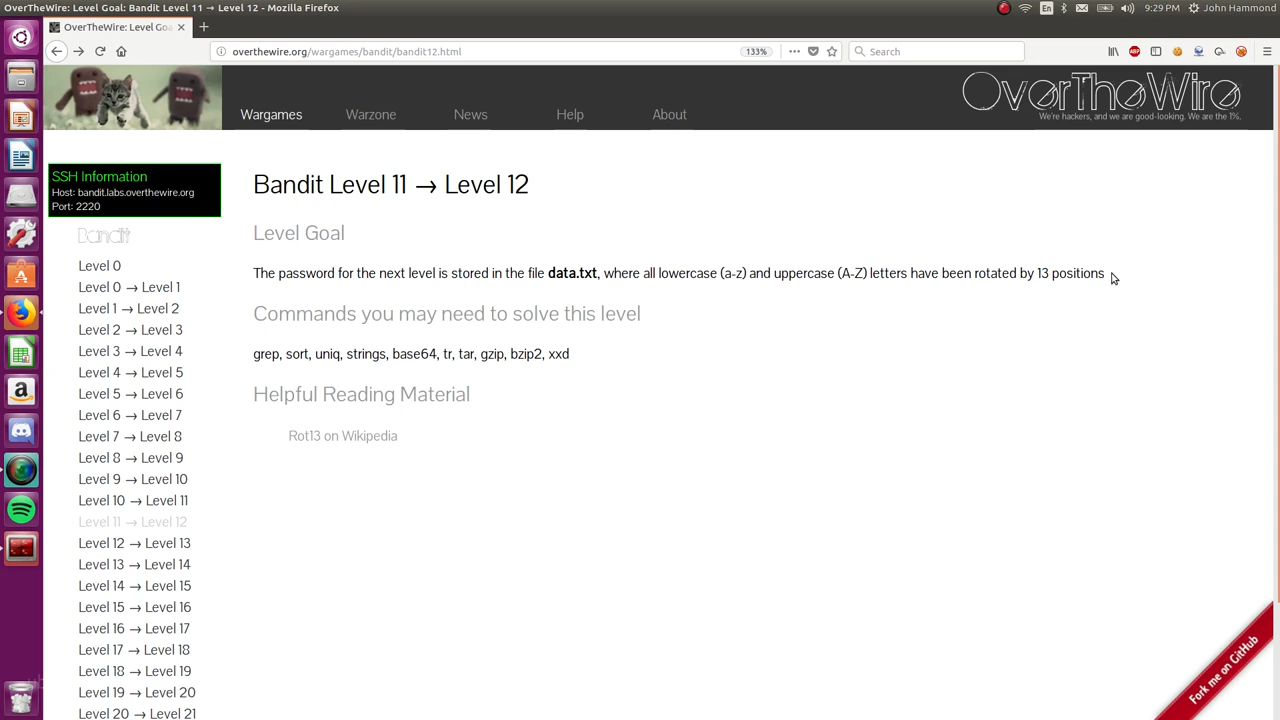 OverTheWire: Level Goal: Bandit Level 11 → Level 12 - Mozilla Firefox
En
9:29 PM
John Hammond
OverTheWire: Level Goa
overthewire.org/wargames/bandit/bandit12.html
133%
Search
ABP
Wargames
Warzone
News
Help
About
OverTheWire
We're hackers, and we are good-looking. We are the 1%.
SSH Information
Host: bandit.labs.overthewire.org
Port: 2220
Bandit
Level 0
Level 0 → Level 1
Level 1 → Level 2
Level 2 → Level 3
Level 3 → Level 4
Level 4 → Level 5
Level 5 → Level 6
Level 6 → Level 7
Level 7 → Level 8
Level 8 → Level 9
Level 9 → Level 10
Level 10 → Level 11
Level 11 → Level 12
Level 12 → Level 13
Level 13 → Level 14
Level 14 → Level 15
Level 15 → Level 16
Level 16 → Level 17
Level 17 → Level 18
Level 18 → Level 19
Level 19 → Level 20
Level 20 → Level 21
Bandit Level 11 → Level 12
Level Goal
The password for the next level is stored in the file data.txt, where all lowercase (a-z) and uppercase (A-Z) letters have been rotated by 13 positions
Commands you may need to solve this level
grep, sort, uniq, strings, base64, tr, tar, gzip, bzip2, xxd
Helpful Reading Material
Rot13 on Wikipedia
Fork me on GitHub